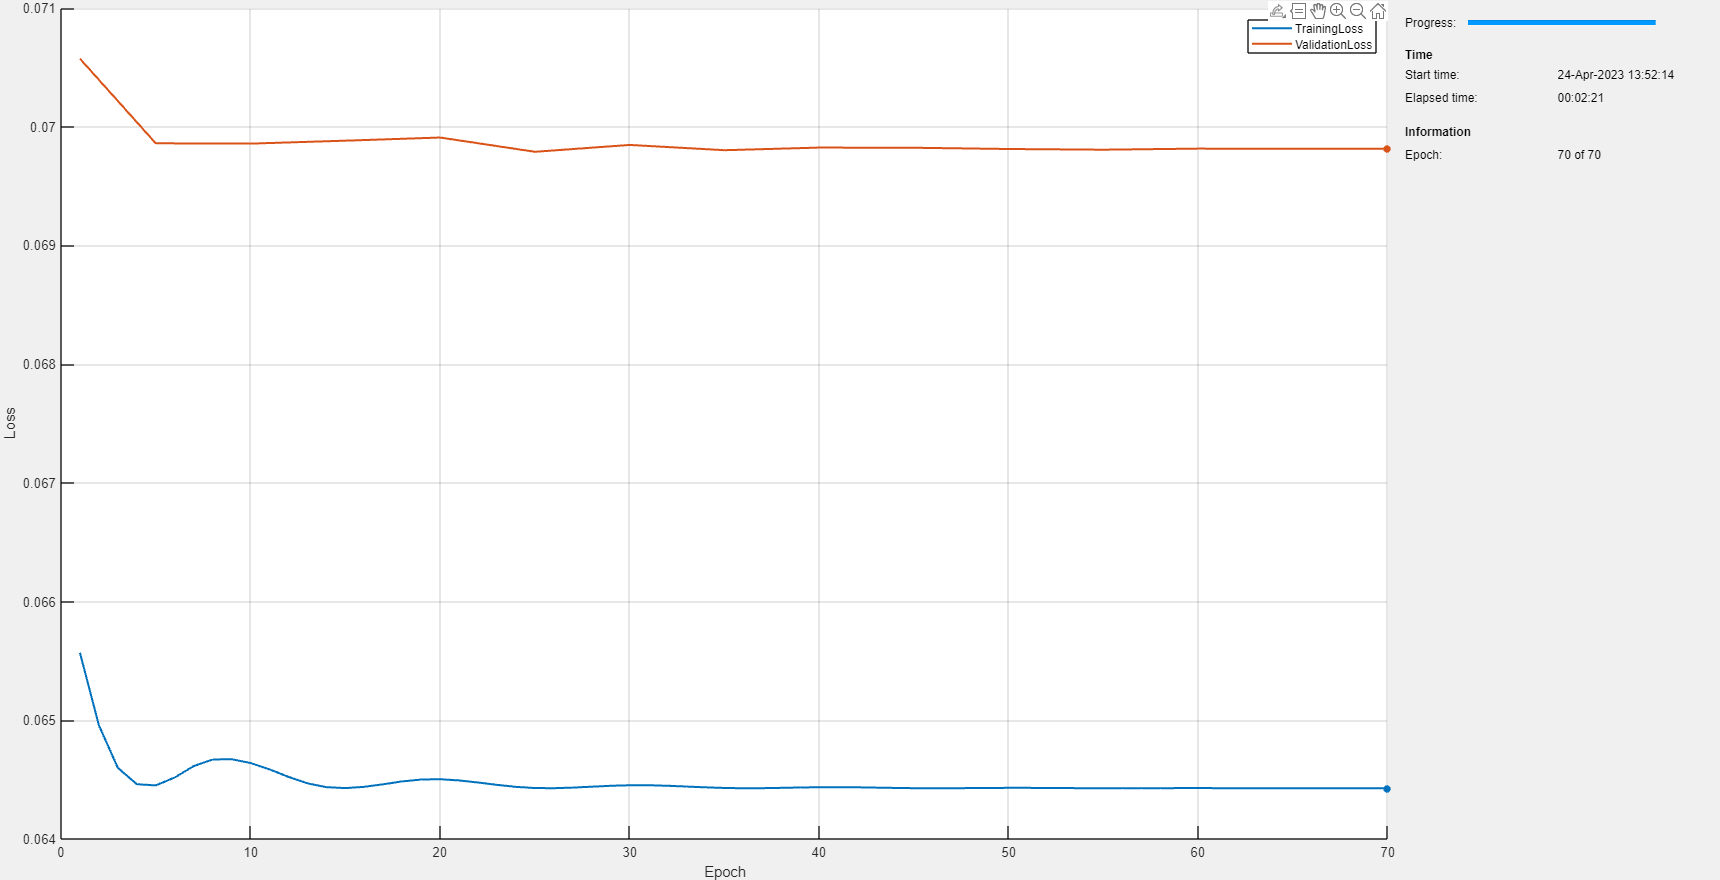 0.071
0.07
0.069
0.068
0.067
0.066
0.065
0.064
Loss
0 10 20 30 40 50 60 70
Epoch
TrainingLoss
ValidationLoss
Progress:
Time
Start time: 24-Apr-2023 13:52:14
Elapsed time: 00:02:21
Information
Epoch: 70 of 70